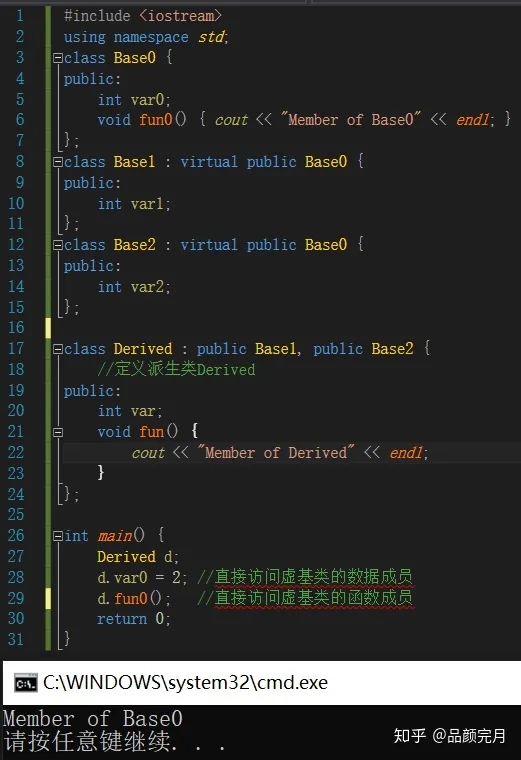 1 #include <iostream>
2 using namespace std;
3 class Base0 {
4 public:
5 int var0;
6 void fun0() { cout << "Member of Base0" << endl; }
7 };
8 class Base1 : virtual public Base0 {
9 public:
10 int var1;
11 };
12 class Base2 : virtual public Base0 {
13 public:
14 int var2;
15 };
16
17 class Derived : public Base1, public Base2 {
18 //定义派生类Derived
19 public:
20 int var;
21 void fun() {
22 cout << "Member of Derived" << endl;
23 }
24 };
25
26 int main() {
27 Derived d;
28 d.var0 = 2; //直接访问虚基类的数据成员
29 d.fun0(); //直接访问虚基类的函数成员
30 return 0;
31 }
C:\WINDOWS\system32\cmd.exe
Member of Base0
请按任意键继续. . .
知乎 @品颜完月